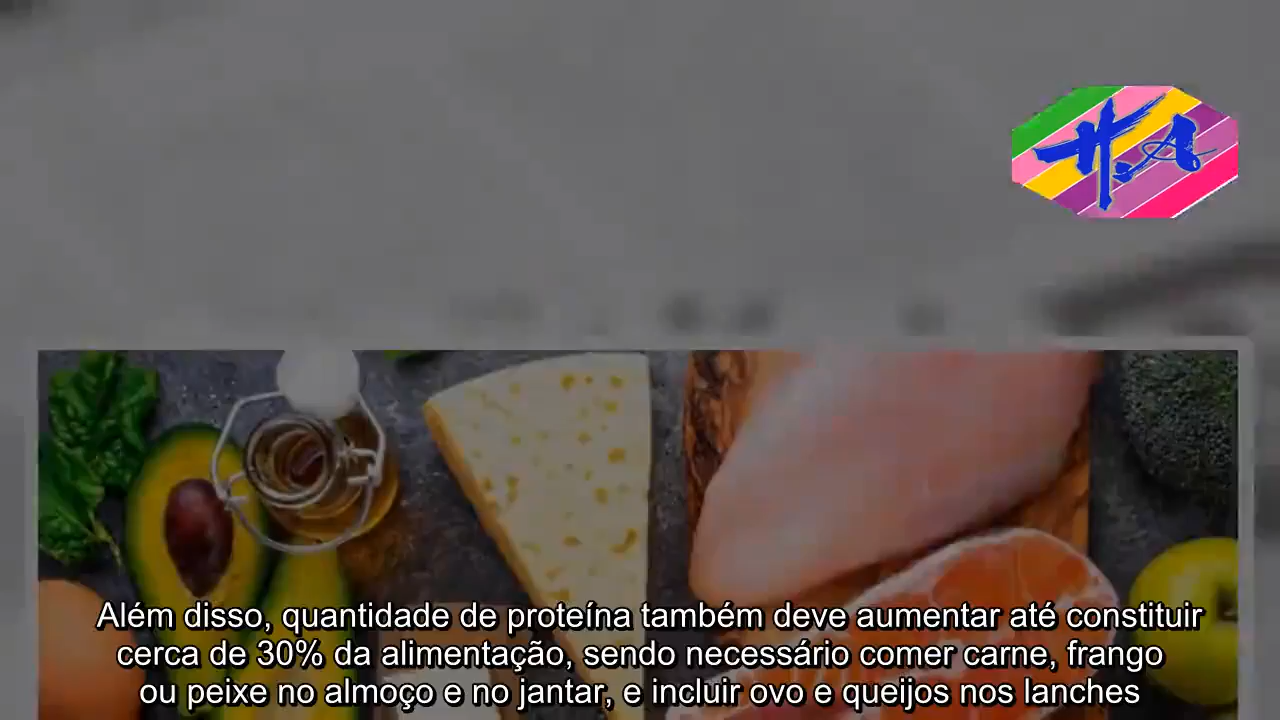 H.A
Além disso, quantidade de proteína também deve aumentar até constituir
cerca de 30% da alimentação, sendo necessário comer carne, frango
ou peixe no almoço e no jantar, e incluir ovo e queijos nos lanches